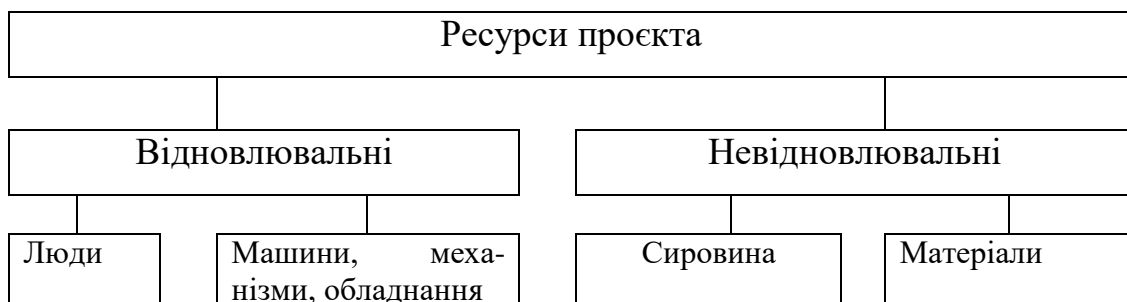 Ресурси проєкта
Відновлювальні
Невідновлювальні
Люди
Машини, меха-
нізми, обладнання
Сировина
Матеріали